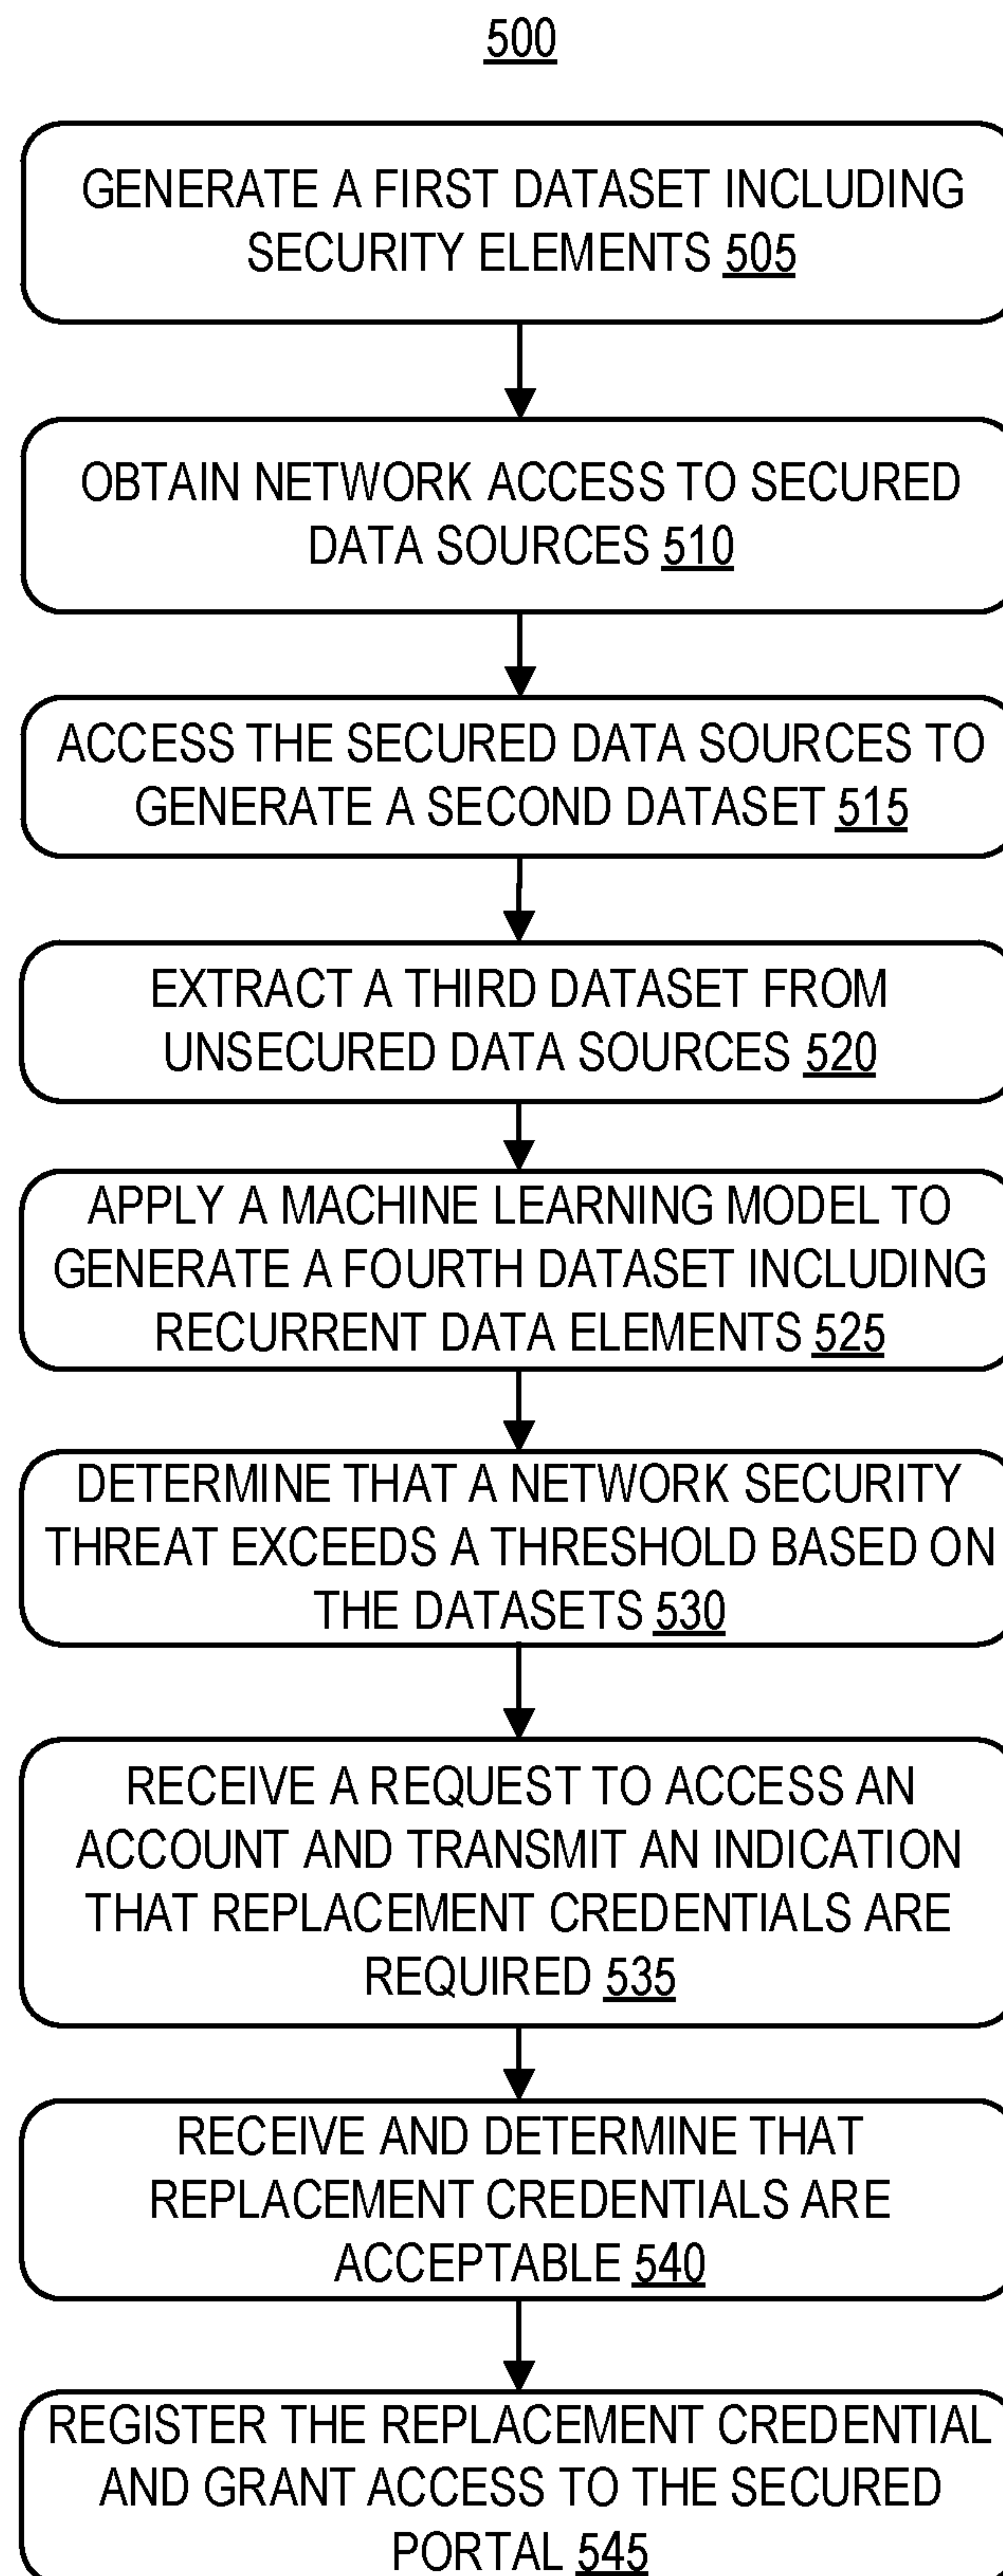 500
GENERATE A FIRST DATASET INCLUDING
SECURITY ELEMENTS 505
OBTAIN NETWORK ACCESS TO SECURED
DATA SOURCES 510
ACCESS THE SECURED DATA SOURCES TO
GENERATE A SECOND DATASET 515
EXTRACT A THIRD DATASET FROM
UNSECURED DATA SOURCES 520
APPLY A MACHINE LEARNING MODEL TO
GENERATE A FOURTH DATASET INCLUDING
RECURRENT DATA ELEMENTS 525
DETERMINE THAT A NETWORK SECURITY
THREAT EXCEEDS A THRESHOLD BASED ON
THE DATASETS 530
RECEIVE A REQUEST TO ACCESS AN
ACCOUNT AND TRANSMIT AN INDICATION
THAT REPLACEMENT CREDENTIALS ARE
REQUIRED 535
RECEIVE AND DETERMINE THAT
REPLACEMENT CREDENTIALS ARE
ACCEPTABLE 540
REGISTER THE REPLACEMENT CREDENTIAL
AND GRANT ACCESS TO THE SECURED
PORTAL 545